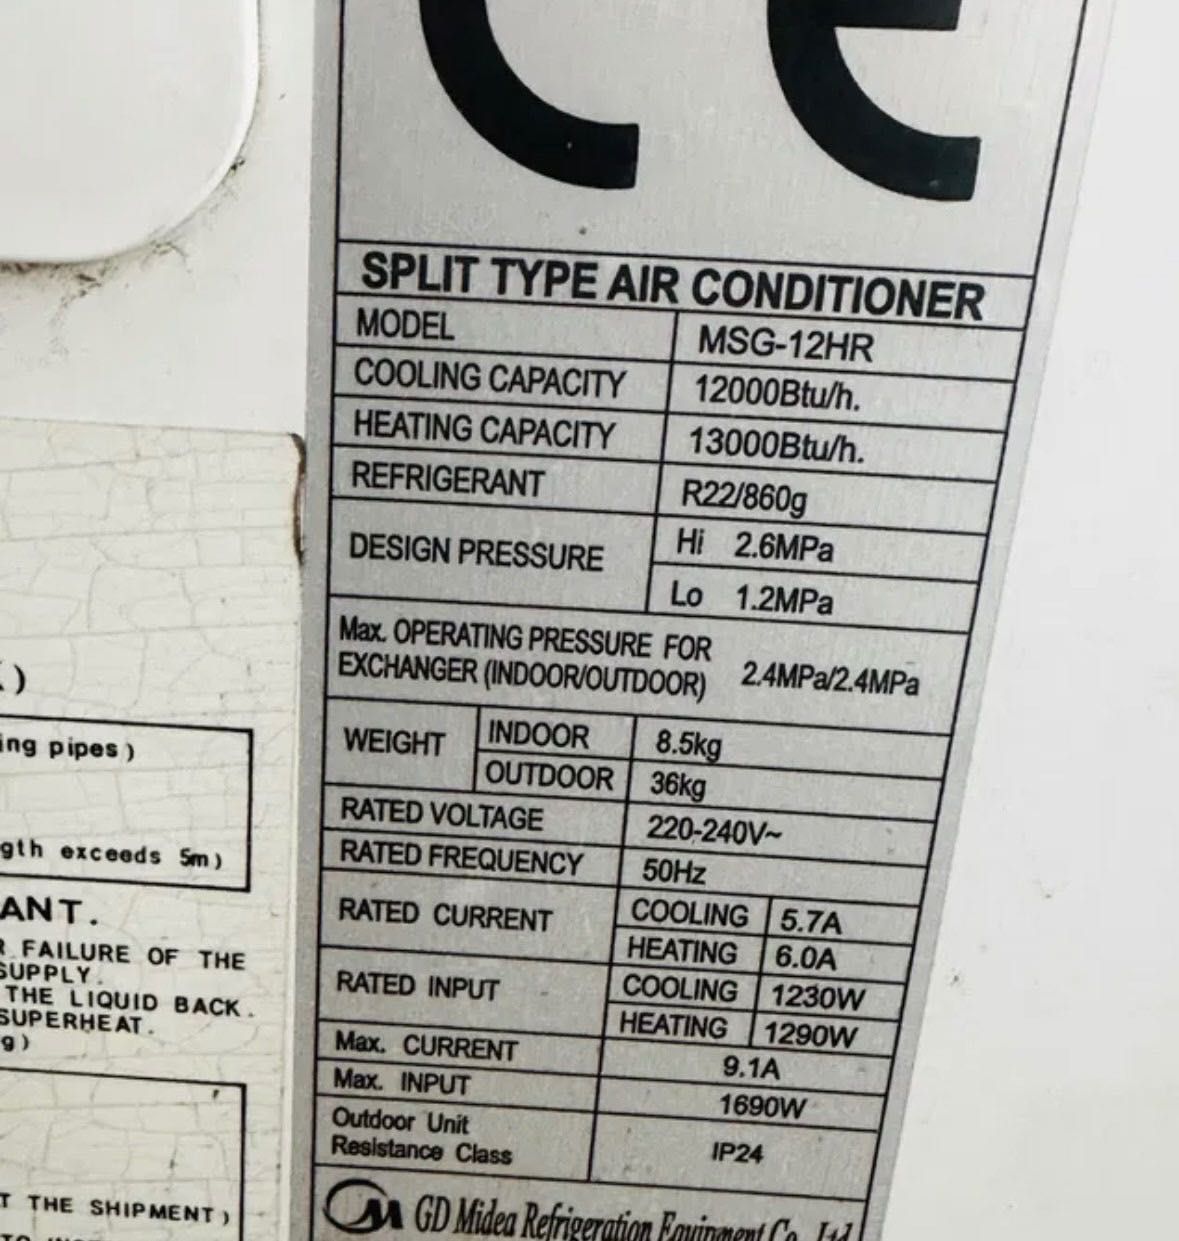 CE
SPLIT TYPE AIR CONDITIONER
MODEL MSG-12HR
COOLING CAPACITY 12000Btu/h.
HEATING CAPACITY 13000Btu/h.
REFRIGERANT R22/860g
DESIGN PRESSURE Hi 2.6MPa
Lo 1.2MPa
Max. OPERATING PRESSURE FOR
EXCHANGER (INDOOR/OUTDOOR) 2.4MPa/2.4MPa
WEIGHT INDOOR 8.5kg
OUTDOOR 36kg
RATED VOLTAGE 220-240V~
RATED FREQUENCY 50Hz
RATED CURRENT COOLING 5.7A
HEATING 6.0A
RATED INPUT COOLING 1230W
HEATING 1290W
Max. CURRENT 9.1A
Max. INPUT 1690W
Outdoor Unit
Resistance Class IP24
GD Midea Refrigeration Equipment Co., Ltd
)
ing pipes)
gth exceeds 5m)
ANT.
FAILURE OF THE
SUPPLY.
THE LIQUID BACK.
SUPERHEAT.
g)
T THE SHIPMENT)